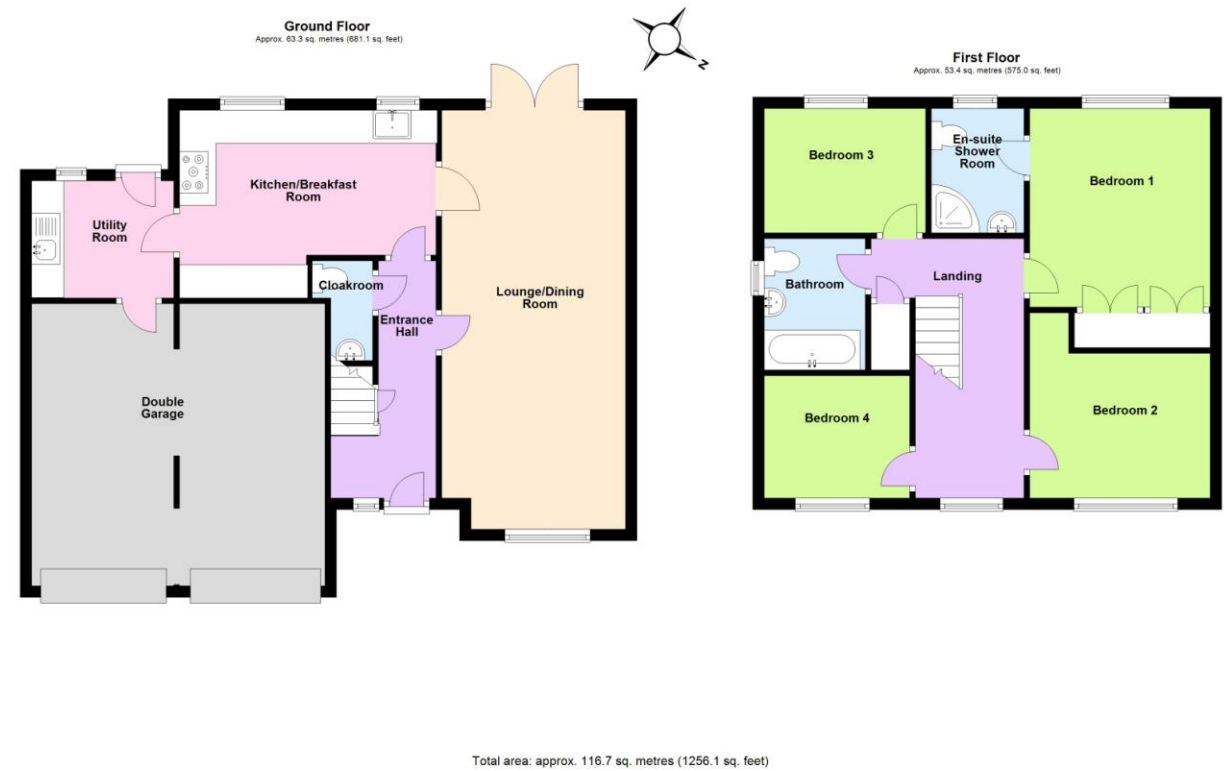 Ground Floor
Approx. 63.3 sq. metres (681.1 sq. feet)
Z
Kitchen/Breakfast
Room
Utility
Room
Cloakroom
Entrance
Hall
Lounge/Dining
Room
Double
Garage
First Floor
Approx. 53.4 sq. metres (575.0 sq. feet)
Bedroom 3
En-suite
Shower
Room
Bedroom 1
Bathroom
Landing
Bedroom 4
Bedroom 2
Total area: approx. 116.7 sq. metres (1256.1 sq. feet)